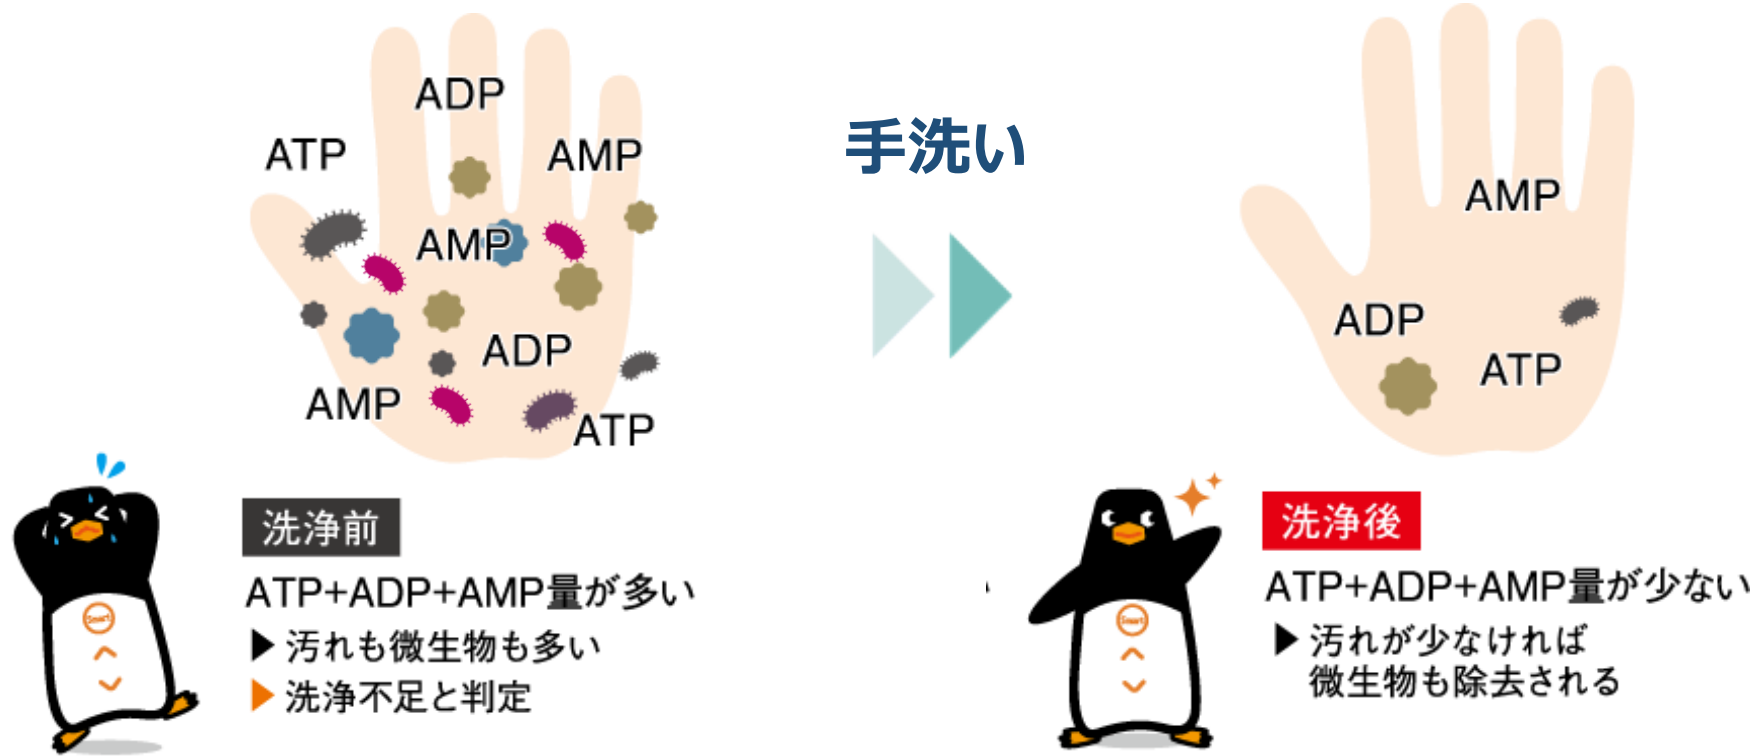 ADP
ATP
AMP
AMP
ADP
AMP
ATP
洗浄前
ATP+ADP+AMP量が多い
▶汚れも微生物も多い
▶洗浄不足と判定
Smart
手洗い
AMP
ADP
ATP
洗浄後
ATP+ADP+AMP量が少ない
▶汚れが少なければ
微生物も除去される
Smart